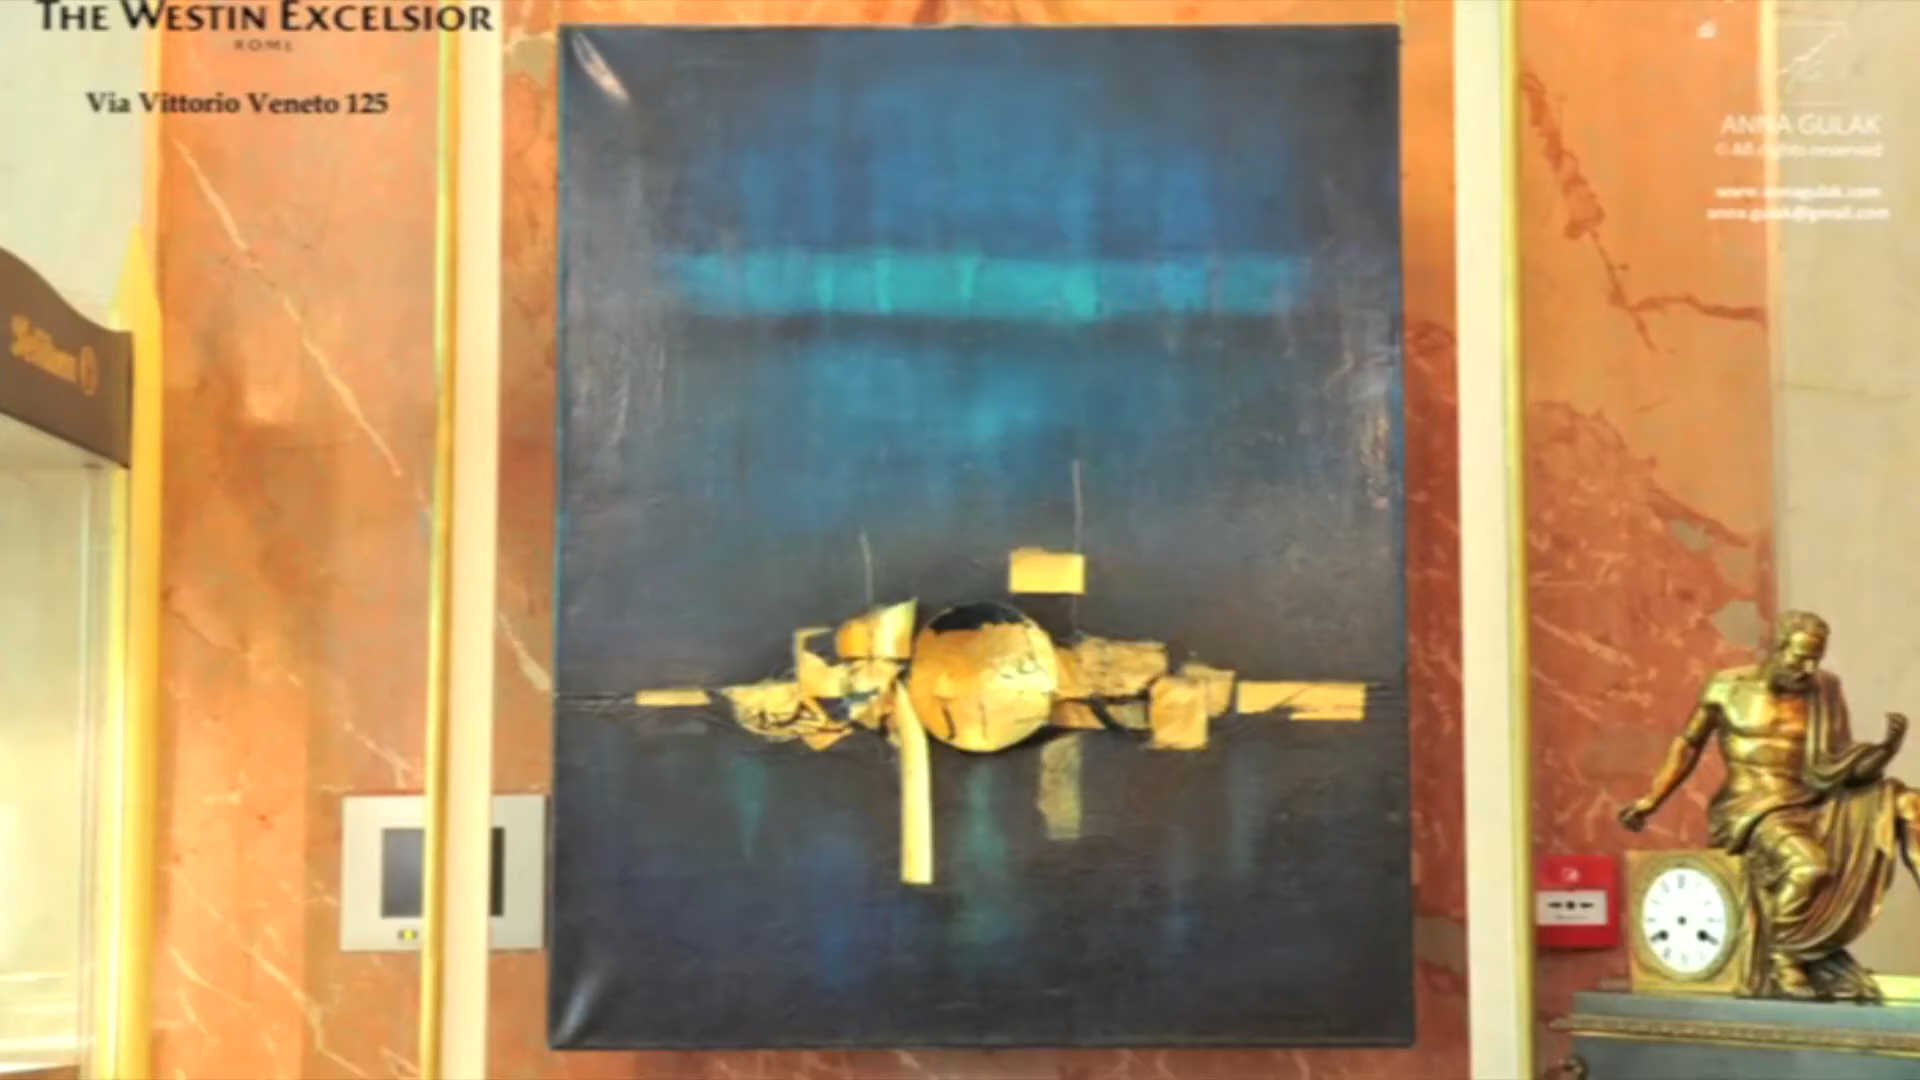 THE WESTIN EXCELSIOR
ROME
Via Vittorio Veneto 125
ANNA GULAK
© All rights reserved
www.annagulak.com
anna.gulak@gmail.com